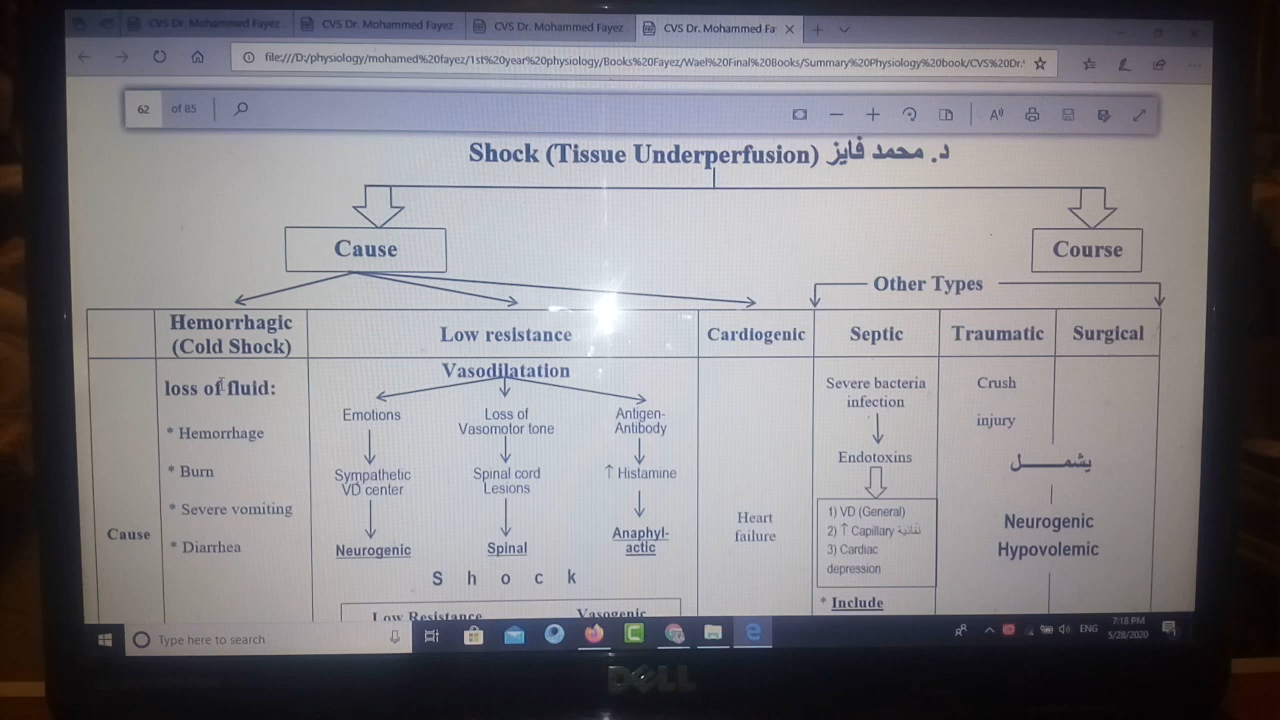 CVS Dr. Mohammed Fayez
CVS Dr. Mohammed Fayez
CVS Dr. Mohammed Fayez
CVS Dr. Mohammed Fa
file:///D:/physiology/mohamed%20fayez/1st%20year%20physiology/Books%20Fayez/Wael%20Final%20Books/Summary%20Physiology%20book/CVS%20Dr.
62 of 85
Shock (Tissue Underperfusion) د. محمد فايز
Cause
Course
Other Types
Hemorrhagic
(Cold Shock)
Low resistance
Cardiogenic
Septic
Traumatic
Surgical
Cause
loss of fluid:
* Hemorrhage
* Burn
* Severe vomiting
* Diarrhea
Vasodilatation
Emotions
Sympathetic
VD center
Neurogenic
Loss of
Vasomotor tone
Spinal cord
Lesions
Spinal
Antigen-
Antibody
↑ Histamine
Anaphyl-
actic
S h o c k
Low Resistance
Vasogenic
Heart
failure
Severe bacteria
infection
Endotoxins
1) VD (General)
2) ↑ Capillary نفاذية
3) Cardiac
depression
* Include
Crush
injury
يشمـــــل
Neurogenic
Hypovolemic
Type here to search
ENG
7:18 PM
5/28/2020
DELL